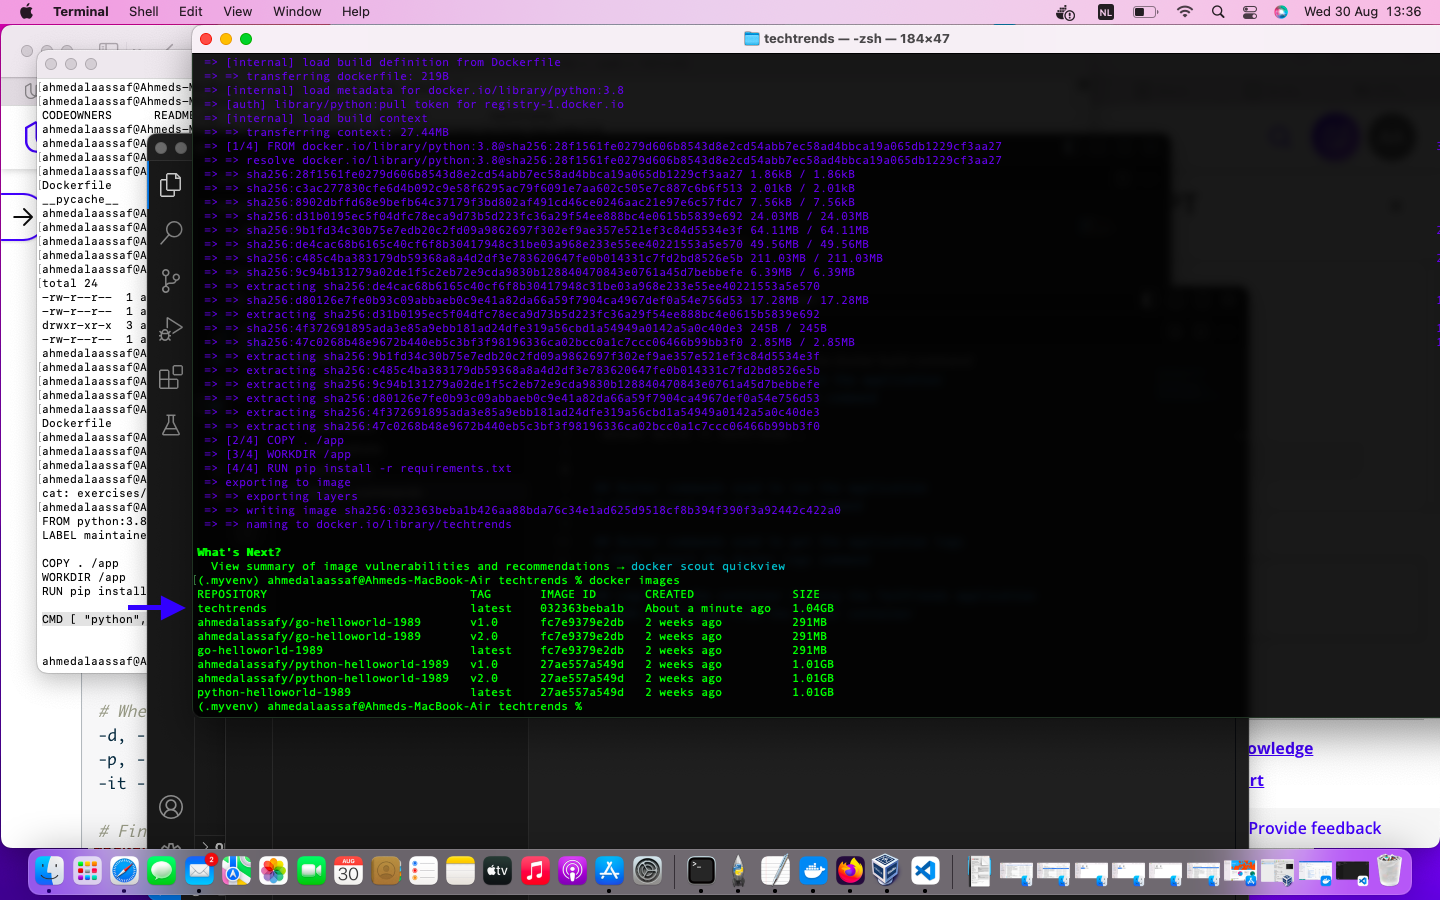 Terminal Shell Edit View Window Help NL Wed 30 Aug 13:36
techtrends — -zsh — 184×47
=> [internal] load build definition from Dockerfile
=> => transferring dockerfile: 219B
=> [internal] load metadata for docker.io/library/python:3.8
=> [auth] library/python:pull token for registry-1.docker.io
=> [internal] load build context
=> => transferring context: 27.44MB
=> [1/4] FROM docker.io/library/python:3.8@sha256:28f1561fe0279d606b8543d8e2cd54abb7ec58ad4bbca19a065db1229cf3aa27
=> => resolve docker.io/library/python:3.8@sha256:28f1561fe0279d606b8543d8e2cd54abb7ec58ad4bbca19a065db1229cf3aa27
=> => sha256:28f1561fe0279d606b8543d8e2cd54abb7ec58ad4bbca19a065db1229cf3aa27 1.86kB / 1.86kB
=> => sha256:c3ac277830cfe6d4b092c9e58f6295ac79f6091e7aa602c505e7c887c6b6f513 2.01kB / 2.01kB
=> => sha256:8902dbffd68e9befb64c37179f3bd802af491cd46ce0246aac21e97e6c57fdc7 7.56kB / 7.56kB
=> => sha256:d31b0195ec5f04dfc78eca9d73b5d223fc36a29f54ee888bc4e0615b5839e692 24.03MB / 24.03MB
=> => sha256:9b1fd34c30b75e7edb20c2fd09a9862697f302ef9ae357e521ef3c84d5534e3f 64.11MB / 64.11MB
=> => sha256:de4cac68b6165c40cf6f8b30417948c31be03a968e233e55ee40221553a5e570 49.56MB / 49.56MB
=> => sha256:c485c4ba383179db59368a8a4d2df3e783620647fe0b014331c7fd2bd8526e5b 211.03MB / 211.03MB
=> => sha256:9c94b131279a02de1f5c2eb72e9cda9830b128840470843e0761a45d7bebbefe 6.39MB / 6.39MB
=> => extracting sha256:de4cac68b6165c40cf6f8b30417948c31be03a968e233e55ee40221553a5e570
=> => sha256:d80126e7fe0b93c09abbaeb0c9e41a82da66a59f7904ca4967def0a54e756d53 17.28MB / 17.28MB
=> => extracting sha256:d31b0195ec5f04dfc78eca9d73b5d223fc36a29f54ee888bc4e0615b5839e692
=> => sha256:4f372691895ada3e85a9ebb181ad24dfe319a56cbd1a54949a0142a5a0c40de3 245B / 245B
=> => sha256:47c0268b48e9672b440eb5c3bf3f98196336ca02bcc0a1c7ccc06466b99bb3f0 2.85MB / 2.85MB
=> => extracting sha256:9b1fd34c30b75e7edb20c2fd09a9862697f302ef9ae357e521ef3c84d5534e3f
=> => extracting sha256:c485c4ba383179db59368a8a4d2df3e783620647fe0b014331c7fd2bd8526e5b
=> => extracting sha256:9c94b131279a02de1f5c2eb72e9cda9830b128840470843e0761a45d7bebbefe
=> => extracting sha256:d80126e7fe0b93c09abbaeb0c9e41a82da66a59f7904ca4967def0a54e756d53
=> => extracting sha256:4f372691895ada3e85a9ebb181ad24dfe319a56cbd1a54949a0142a5a0c40de3
=> => extracting sha256:47c0268b48e9672b440eb5c3bf3f98196336ca02bcc0a1c7ccc06466b99bb3f0
=> [2/4] COPY . /app
=> [3/4] WORKDIR /app
=> [4/4] RUN pip install -r requirements.txt
=> exporting to image
=> => exporting layers
=> => writing image sha256:032363beba1b426aa88bda76c34e1ad625d9518cf8b394f390f3a92442c422a0
=> => naming to docker.io/library/techtrends
What's Next?
View summary of image vulnerabilities and recommendations → docker scout quickview
[(.myvenv) ahmedalaassaf@Ahmeds-MacBook-Air techtrends % docker images
REPOSITORY TAG IMAGE ID CREATED SIZE
techtrends latest 032363beba1b About a minute ago 1.04GB
ahmedalassafy/go-helloworld-1989 v1.0 fc7e9379e2db 2 weeks ago 291MB
ahmedalassafy/go-helloworld-1989 v2.0 fc7e9379e2db 2 weeks ago 291MB
go-helloworld-1989 latest fc7e9379e2db 2 weeks ago 291MB
ahmedalassafy/python-helloworld-1989 v1.0 27ae557a549d 2 weeks ago 1.01GB
ahmedalassafy/python-helloworld-1989 v2.0 27ae557a549d 2 weeks ago 1.01GB
python-helloworld-1989 latest 27ae557a549d 2 weeks ago 1.01GB
(.myvenv) ahmedalaassaf@Ahmeds-MacBook-Air techtrends %
[ahmedalaassaf@Ahmeds-M
[ahmedalaassaf@Ahmeds-M
CODEOWNERS README
ahmedalaassaf@Ahmeds-M
[ahmedalaassaf@A
[ahmedalaassaf@A
[ahmedalaassaf@A
[Dockerfile
__pycache__
ahmedalaassaf@A
[ahmedalaassaf@A
[ahmedalaassaf@A
[ahmedalaassaf@A
[ahmedalaassaf@A
[total 24
-rw-r--r-- 1 a
-rw-r--r-- 1 a
drwxr-xr-x 3 a
-rw-r--r-- 1 a
ahmedalaassaf@A
[ahmedalaassaf@A
[ahmedalaassaf@A
[ahmedalaassaf@A
[ahmedalaassaf@A
Dockerfile
[ahmedalaassaf@A
[ahmedalaassaf@A
[ahmedalaassaf@A
[ahmedalaassaf@A
cat: exercises/
[ahmedalaassaf@A
FROM python:3.8
LABEL maintaine
COPY . /app
WORKDIR /app
RUN pip install
CMD [ "python",
ahmedalaassaf@A
# Whe
-d, -
-p, -
-it -
# Fin
owledge
rt
Provide feedback
2
AUG
30
tv